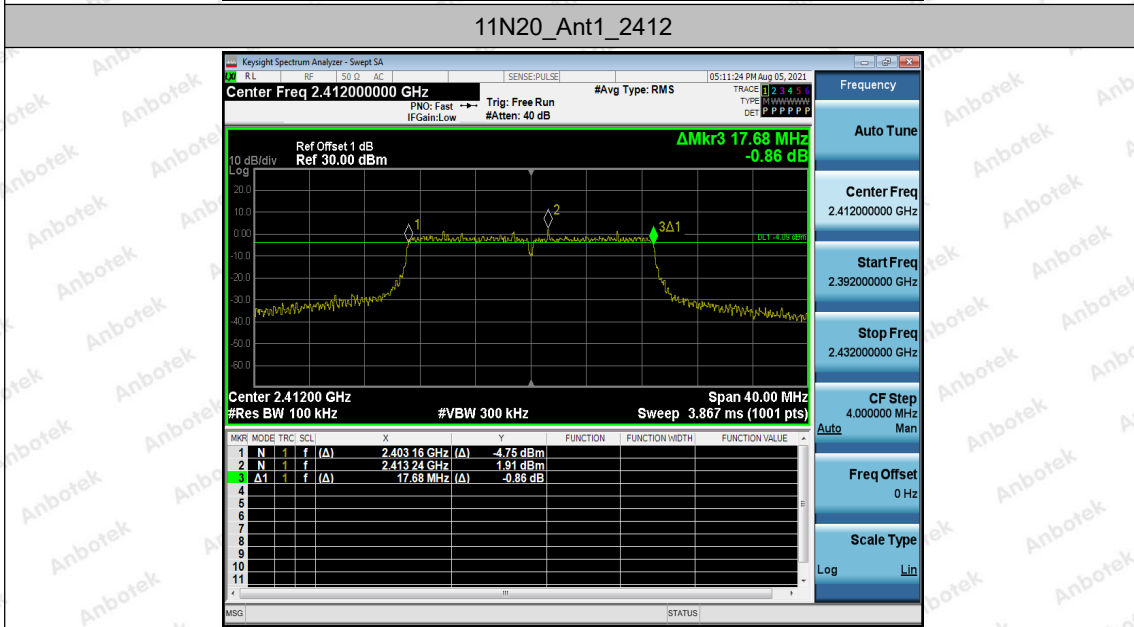 11N20_Ant1_2412
Keysight Spectrum Analyzer - Swept SA
LXI RL RF 50 Ω AC SENSE:PULSE 05:11:24 PM Aug 05, 2021
Center Freq 2.412000000 GHz #Avg Type: RMS TRACE 1 2 3 4 5 6
PNO: Fast Trig: Free Run TYPE M WWWWW
IFGain:Low #Atten: 40 dB DET P P P P P P
ΔMkr3 17.68 MHz
-0.86 dB
Ref Offset 1 dB
10 dB/div Ref 30.00 dBm
Log
20.0
10.0
0.00
-10.0
-20.0
-30.0
-40.0
-50.0
-60.0
1
2
3Δ1
DL1 -4.09 dBm
Center 2.41200 GHz Span 40.00 MHz
#Res BW 100 kHz #VBW 300 kHz Sweep 3.867 ms (1001 pts)
MKR MODE TRC SCL X Y FUNCTION FUNCTION WIDTH FUNCTION VALUE
1 N 1 f (Δ) 2.403 16 GHz (Δ) -4.75 dBm
2 N 1 f 2.413 24 GHz 1.91 dBm
3 Δ1 1 f (Δ) 17.68 MHz (Δ) -0.86 dB
4
5
6
7
8
9
10
11
MSG STATUS
Frequency
Auto Tune
Center Freq
2.412000000 GHz
Start Freq
2.392000000 GHz
Stop Freq
2.432000000 GHz
CF Step
4.000000 MHz
Auto Man
Freq Offset
0 Hz
Scale Type
Log Lin
Anbotek